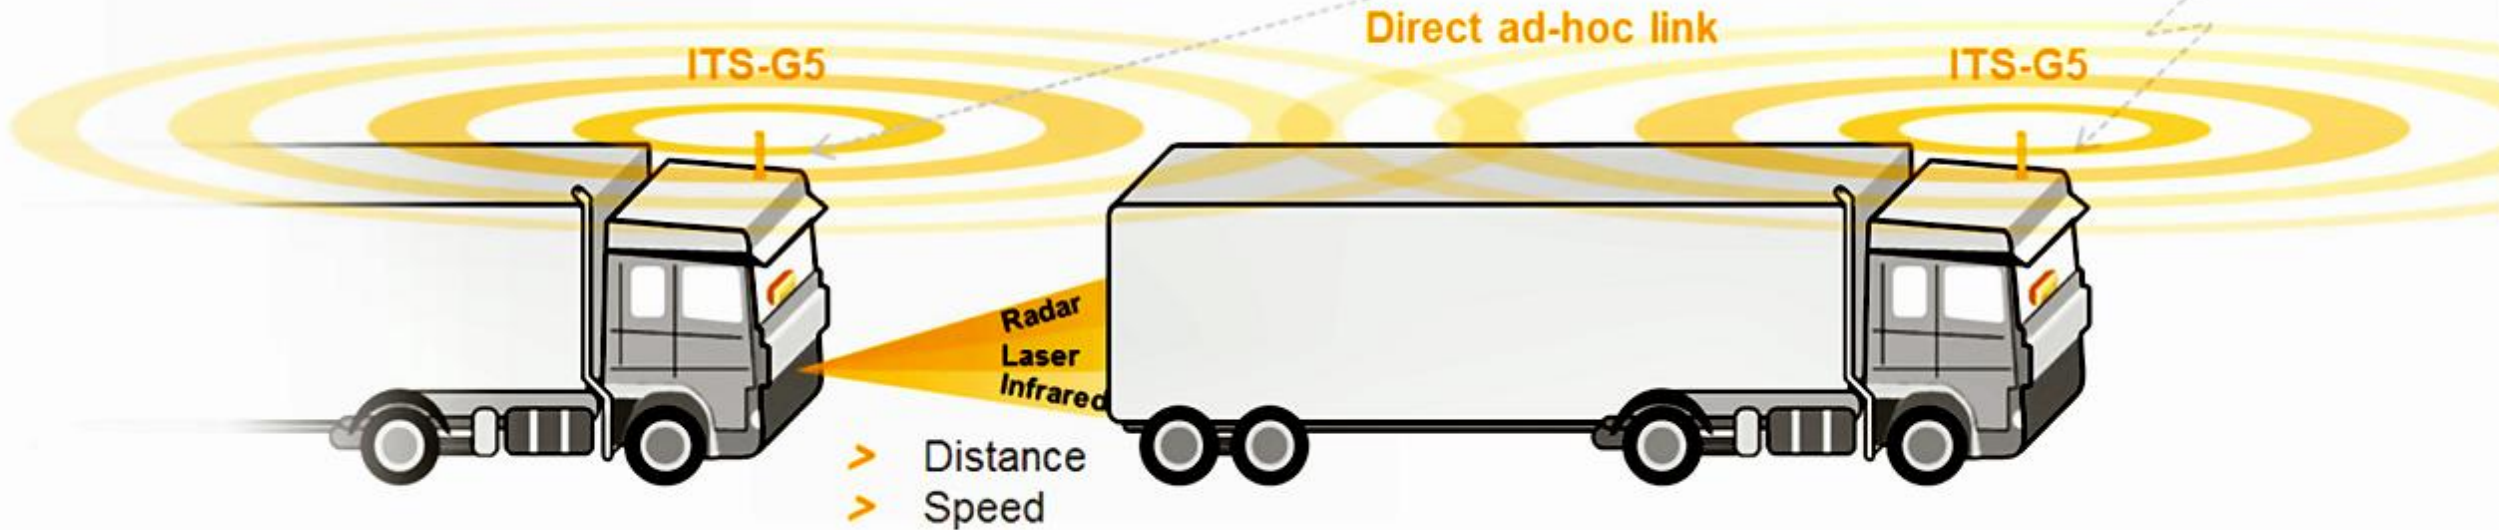 Direct ad-hoc link
ITS-G5
ITS-G5
Radar
Laser
Infrared
> Distance
> Speed